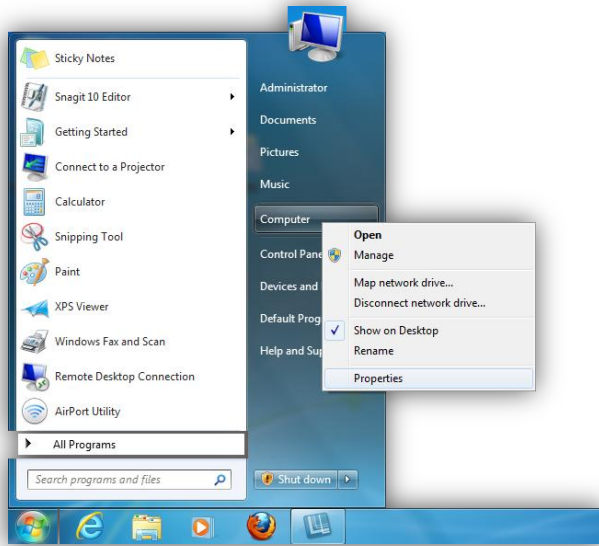 Sticky Notes
Snagit 10 Editor
Getting Started
Connect to a Projector
Calculator
Snipping Tool
Paint
XPS Viewer
Windows Fax and Scan
Remote Desktop Connection
AirPort Utility
All Programs
Search programs and files
Administrator
Documents
Pictures
Music
Computer
Control Pane
Devices and
Default Prog
Help and Sup
Shut down
Open
Manage
Map network drive...
Disconnect network drive...
Show on Desktop
Rename
Properties